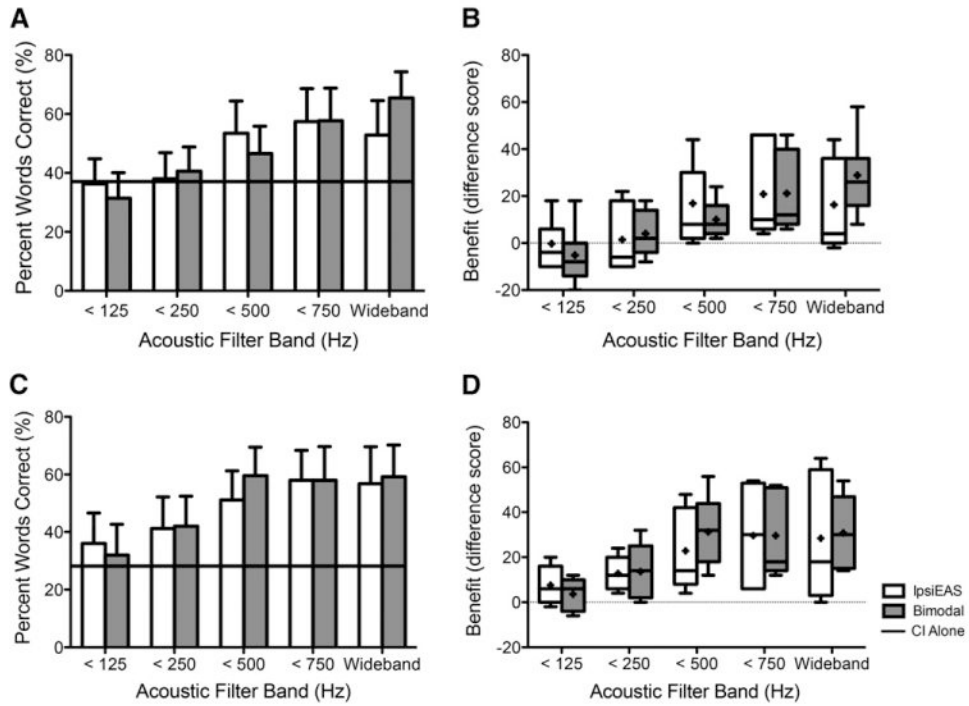 A
Percent Words Correct (%)
80
60
40
20
0
< 125 < 250 < 500 < 750 Wideband
Acoustic Filter Band (Hz)
B
Benefit (difference score)
80
60
40
20
0
-20
< 125 < 250 < 500 < 750 Wideband
Acoustic Filter Band (Hz)
C
Percent Words Correct (%)
80
60
40
20
0
< 125 < 250 < 500 < 750 Wideband
Acoustic Filter Band (Hz)
D
Benefit (difference score)
80
60
40
20
0
-20
< 125 < 250 < 500 < 750 Wideband
Acoustic Filter Band (Hz)
IpsiEAS
Bimodal
CI Alone